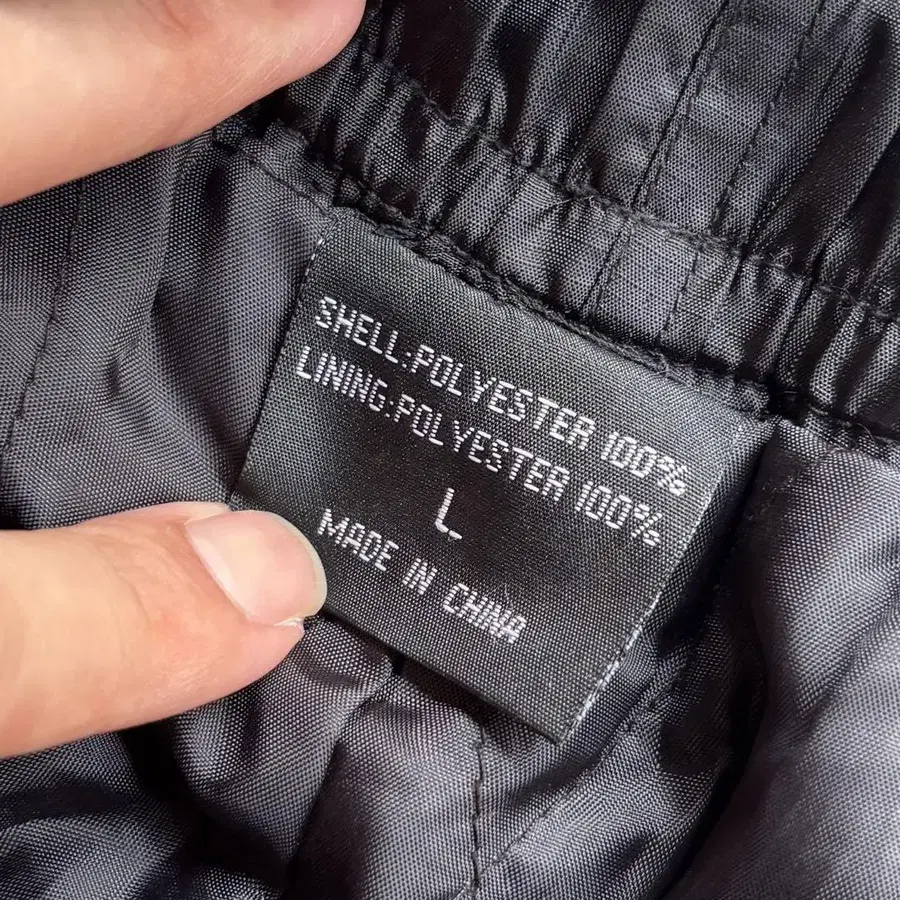 SHELL:POLYESTER 100%
LINING:POLYESTER 100%
L
MADE IN CHINA